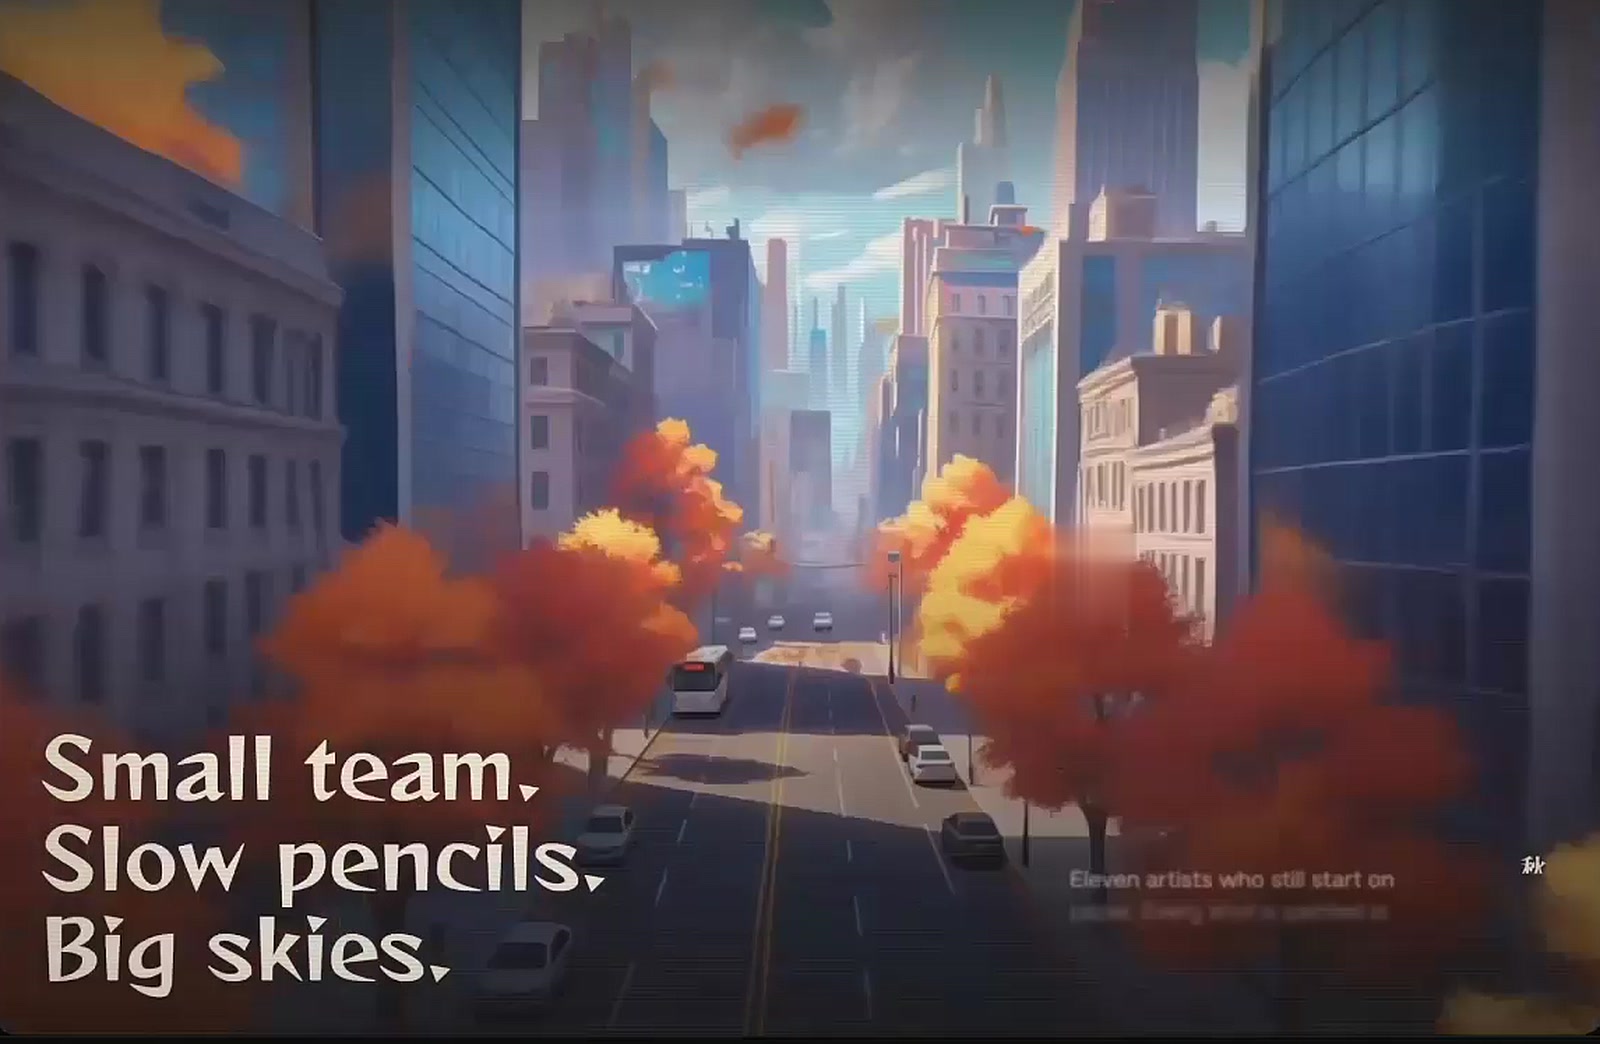 Small team.
Slow pencils.
Big skies.
Eleven artists who still start on
秋